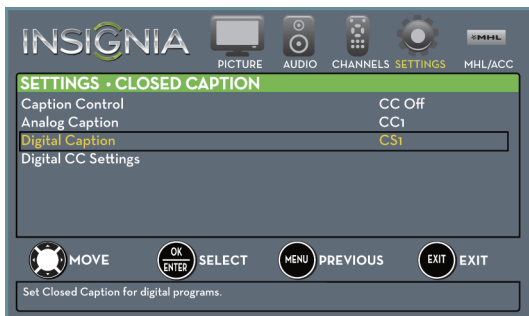 INSIGNIA
PICTURE AUDIO CHANNELS SETTINGS MHL/ACC
MHL
SETTINGS • CLOSED CAPTION
Caption Control CC Off
Analog Caption CC1
Digital Caption CS1
Digital CC Settings
MOVE OK ENTER SELECT MENU PREVIOUS EXIT EXIT
Set Closed Caption for digital programs.